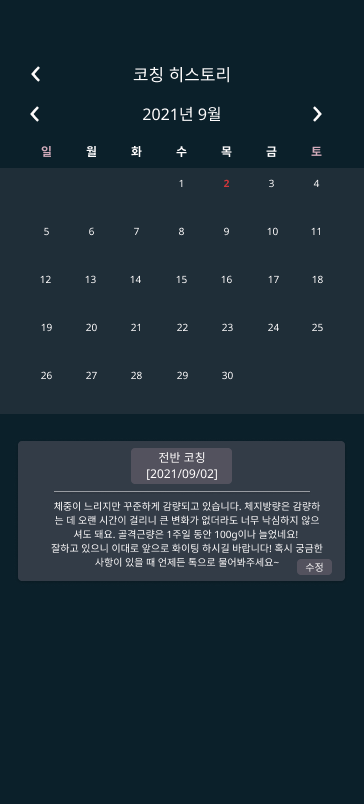 코칭 히스토리
2021년 9월
일 월 화 수 목 금 토
1 2 3 4
5 6 7 8 9 10 11
12 13 14 15 16 17 18
19 20 21 22 23 24 25
26 27 28 29 30
전반 코칭
[2021/09/02]
체중이 느리지만 꾸준하게 감량되고 있습니다. 체지방량은 감량하
는 데 오랜 시간이 걸리니 큰 변화가 없더라도 너무 낙심하지 않으
셔도 돼요. 골격근량은 1주일 동안 100g이나 늘었네요!
잘하고 있으니 이대로 앞으로 화이팅 하시길 바랍니다! 혹시 궁금한
사항이 있을 때 언제든 톡으로 물어봐주세요~
수정